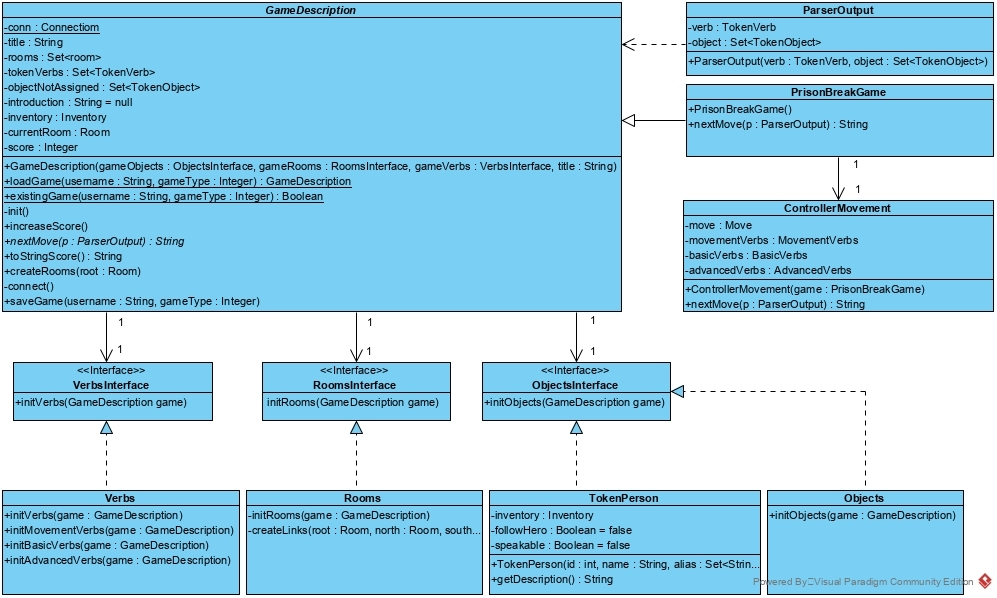 GameDescription
-conn : Connectiom
-title : String
-rooms : Set<room>
-tokenVerbs : Set<TokenVerb>
-objectNotAssigned : Set<TokenObject>
-introduction : String = null
-inventory : Inventory
-currentRoom : Room
-score : Integer
+GameDescription(gameObjects : ObjectsInterface, gameRooms : RoomsInterface, gameVerbs : VerbsInterface, title : String)
+loadGame(username : String, gameType : Integer) : GameDescription
+existingGame(username : String, gameType : Integer) : Boolean
-init()
+increaseScore()
+nextMove(p : ParserOutput) : String
+toStringScore() : String
+createRooms(root : Room)
-connect()
+saveGame(username : String, gameType : Integer)
ParserOutput
-verb : TokenVerb
-object : Set<TokenObject>
+ParserOutput(verb : TokenVerb, object : Set<TokenObject>)
PrisonBreakGame
+PrisonBreakGame()
+nextMove(p : ParserOutput) : String
1
1
ControllerMovement
-move : Move
-movementVerbs : MovementVerbs
-basicVerbs : BasicVerbs
-advancedVerbs : AdvancedVerbs
+ControllerMovement(game : PrisonBreakGame)
+nextMove(p : ParserOutput) : String
1
1
1
1
1
1
<<Interface>>
VerbsInterface
+initVerbs(GameDescription game)
<<Interface>>
RoomsInterface
initRooms(GameDescription game)
<<Interface>>
ObjectsInterface
+initObjects(GameDescription game)
Verbs
+initVerbs(game : GameDescription)
+initMovementVerbs(game : GameDescription)
+initBasicVerbs(game : GameDescription)
+initAdvancedVerbs(game : GameDescription)
Rooms
-initRooms(game : GameDescription)
-createLinks(root : Room, north : Room, south...
TokenPerson
-inventory : Inventory
-followHero : Boolean = false
-speakable : Boolean = false
+TokenPerson(id : int, name : String, alias : Set<Strin...
+getDescription() : String
Objects
+initObjects(game : GameDescription)
Powered By Visual Paradigm Community Edition